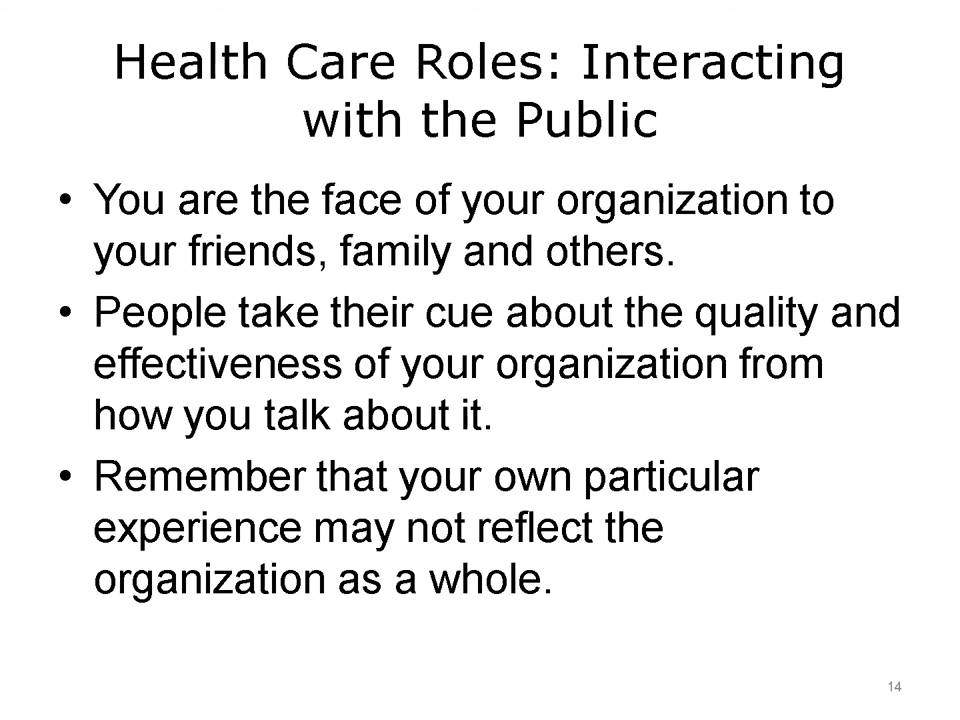 Health Care Roles: Interacting
with the Public
• You are the face of your organization to
your friends, family and others.
• People take their cue about the quality and
effectiveness of your organization from
how you talk about it.
• Remember that your own particular
experience may not reflect the
organization as a whole.
14